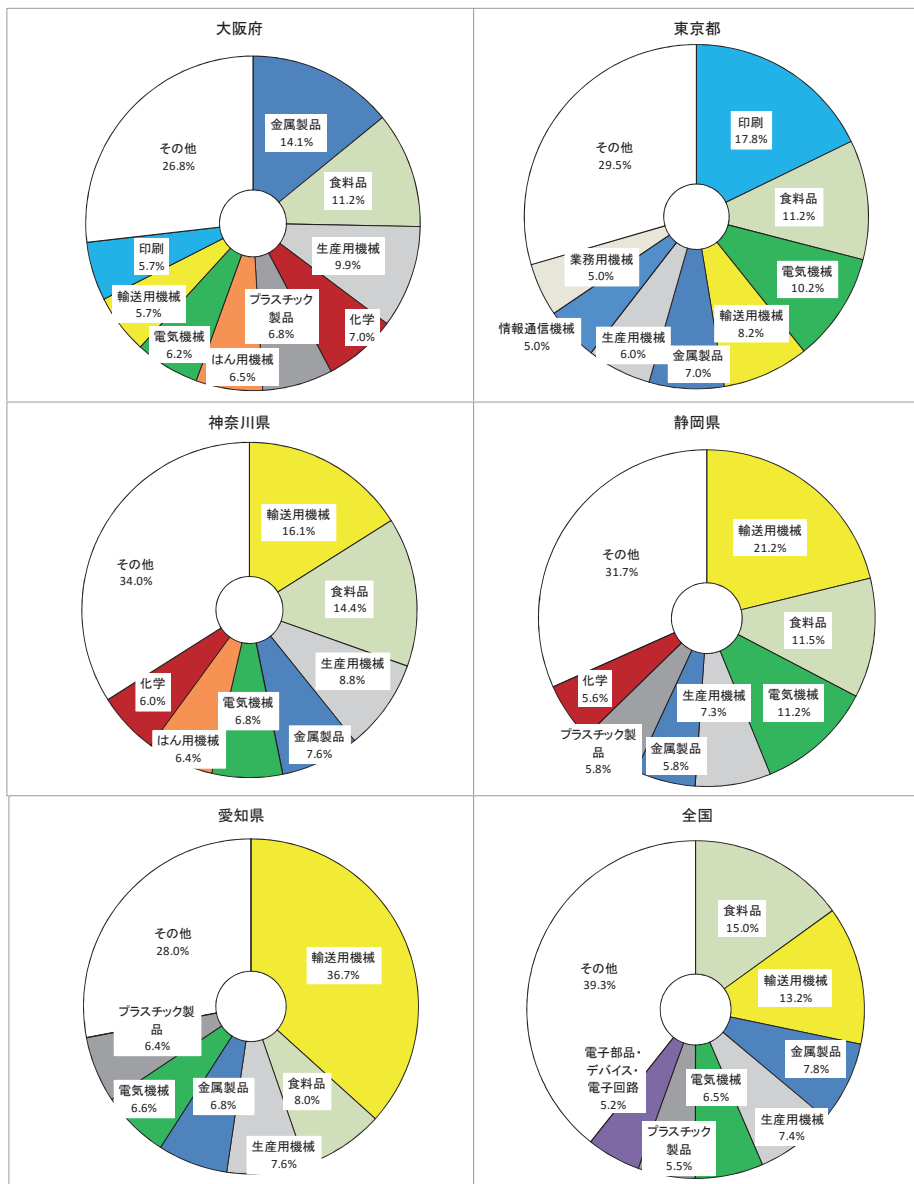 大阪府
金属製品
14.1%
食料品
11.2%
生産用機械
9.9%
化学
7.0%
プラスチック
製品
6.8%
はん用機械
6.5%
電気機械
6.2%
輸送用機械
5.7%
印刷
5.7%
その他
26.8%
東京都
印刷
17.8%
食料品
11.2%
電気機械
10.2%
輸送用機械
8.2%
金属製品
7.0%
生産用機械
6.0%
情報通信機械
5.0%
業務用機械
5.0%
その他
29.5%
神奈川県
輸送用機械
16.1%
食料品
14.4%
生産用機械
8.8%
金属製品
7.6%
電気機械
6.8%
はん用機械
6.4%
化学
6.0%
その他
34.0%
静岡県
輸送用機械
21.2%
食料品
11.5%
電気機械
11.2%
生産用機械
7.3%
金属製品
5.8%
プラスチック製
品
5.8%
化学
5.6%
その他
31.7%
愛知県
輸送用機械
36.7%
食料品
8.0%
生産用機械
7.6%
金属製品
6.8%
電気機械
6.6%
プラスチック製
品
6.4%
その他
28.0%
全国
食料品
15.0%
輸送用機械
13.2%
金属製品
7.8%
生産用機械
7.4%
電気機械
6.5%
プラスチック
製品
5.5%
電子部品・
デバイス・
電子回路
5.2%
その他
39.3%